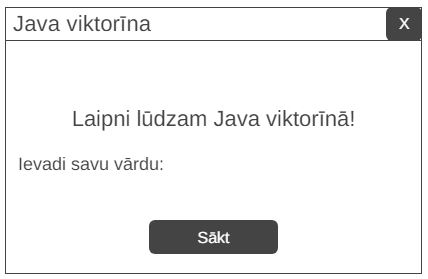 Java viktorīna
x
Laipni lūdzam Java viktorīnā!
Ievadi savu vārdu:
Sākt